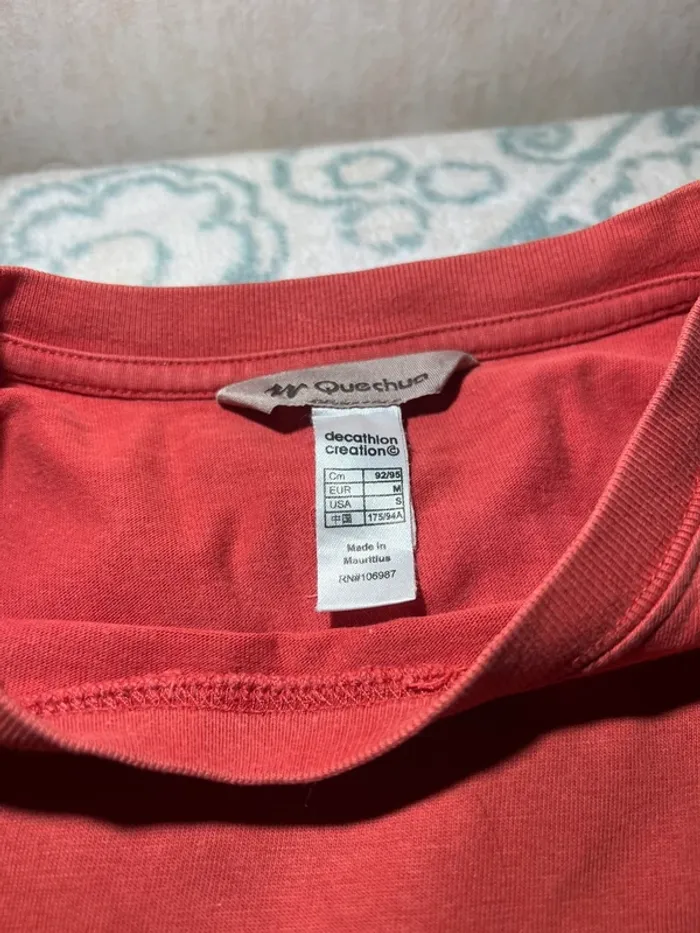 Quechua
decathlon
creation©
Cm 92/95
EUR M
USA S
中国 175/94A
Made in
Mauritius
RN#106987